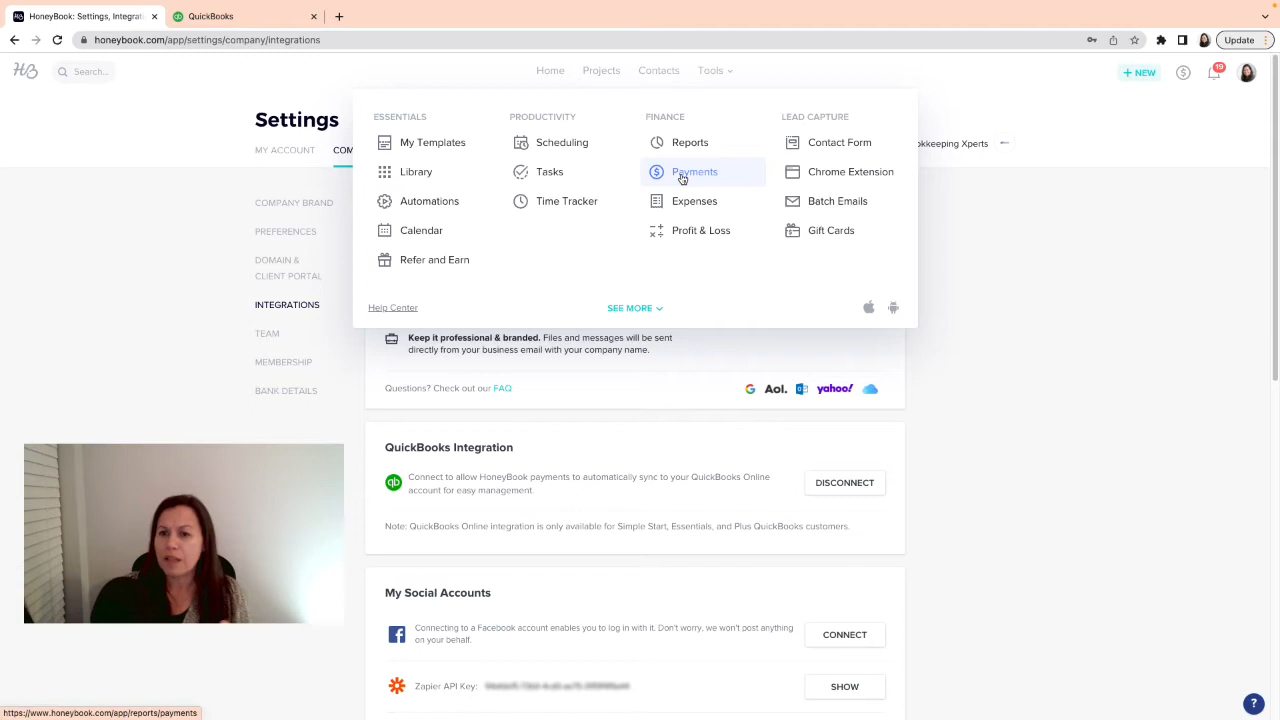 HoneyBook: Settings, Integrati
QuickBooks
honeybook.com/app/settings/company/integrations
Update
HB
Search...
Home
Projects
Contacts
Tools
+ NEW
19
Settings
MY ACCOUNT
COM
okkeeping Xperts
ESSENTIALS
My Templates
Library
Automations
Calendar
Refer and Earn
PRODUCTIVITY
Scheduling
Tasks
Time Tracker
FINANCE
Reports
Payments
Expenses
Profit & Loss
LEAD CAPTURE
Contact Form
Chrome Extension
Batch Emails
Gift Cards
Help Center
SEE MORE
COMPANY BRAND
PREFERENCES
DOMAIN &
CLIENT PORTAL
INTEGRATIONS
TEAM
MEMBERSHIP
BANK DETAILS
Keep it professional & branded. Files and messages will be sent
directly from your business email with your company name.
Questions? Check out our FAQ
G Aol. yahoo!
QuickBooks Integration
qb
Connect to allow HoneyBook payments to automatically sync to your QuickBooks Online
account for easy management.
DISCONNECT
Note: QuickBooks Online integration is only available for Simple Start, Essentials, and Plus QuickBooks customers.
My Social Accounts
Connecting to a Facebook account enables you to log in with it. Don't worry, we won't post anything
on your behalf.
CONNECT
Zapier API Key:
SHOW
https://www.honeybook.com/app/reports/payments
?